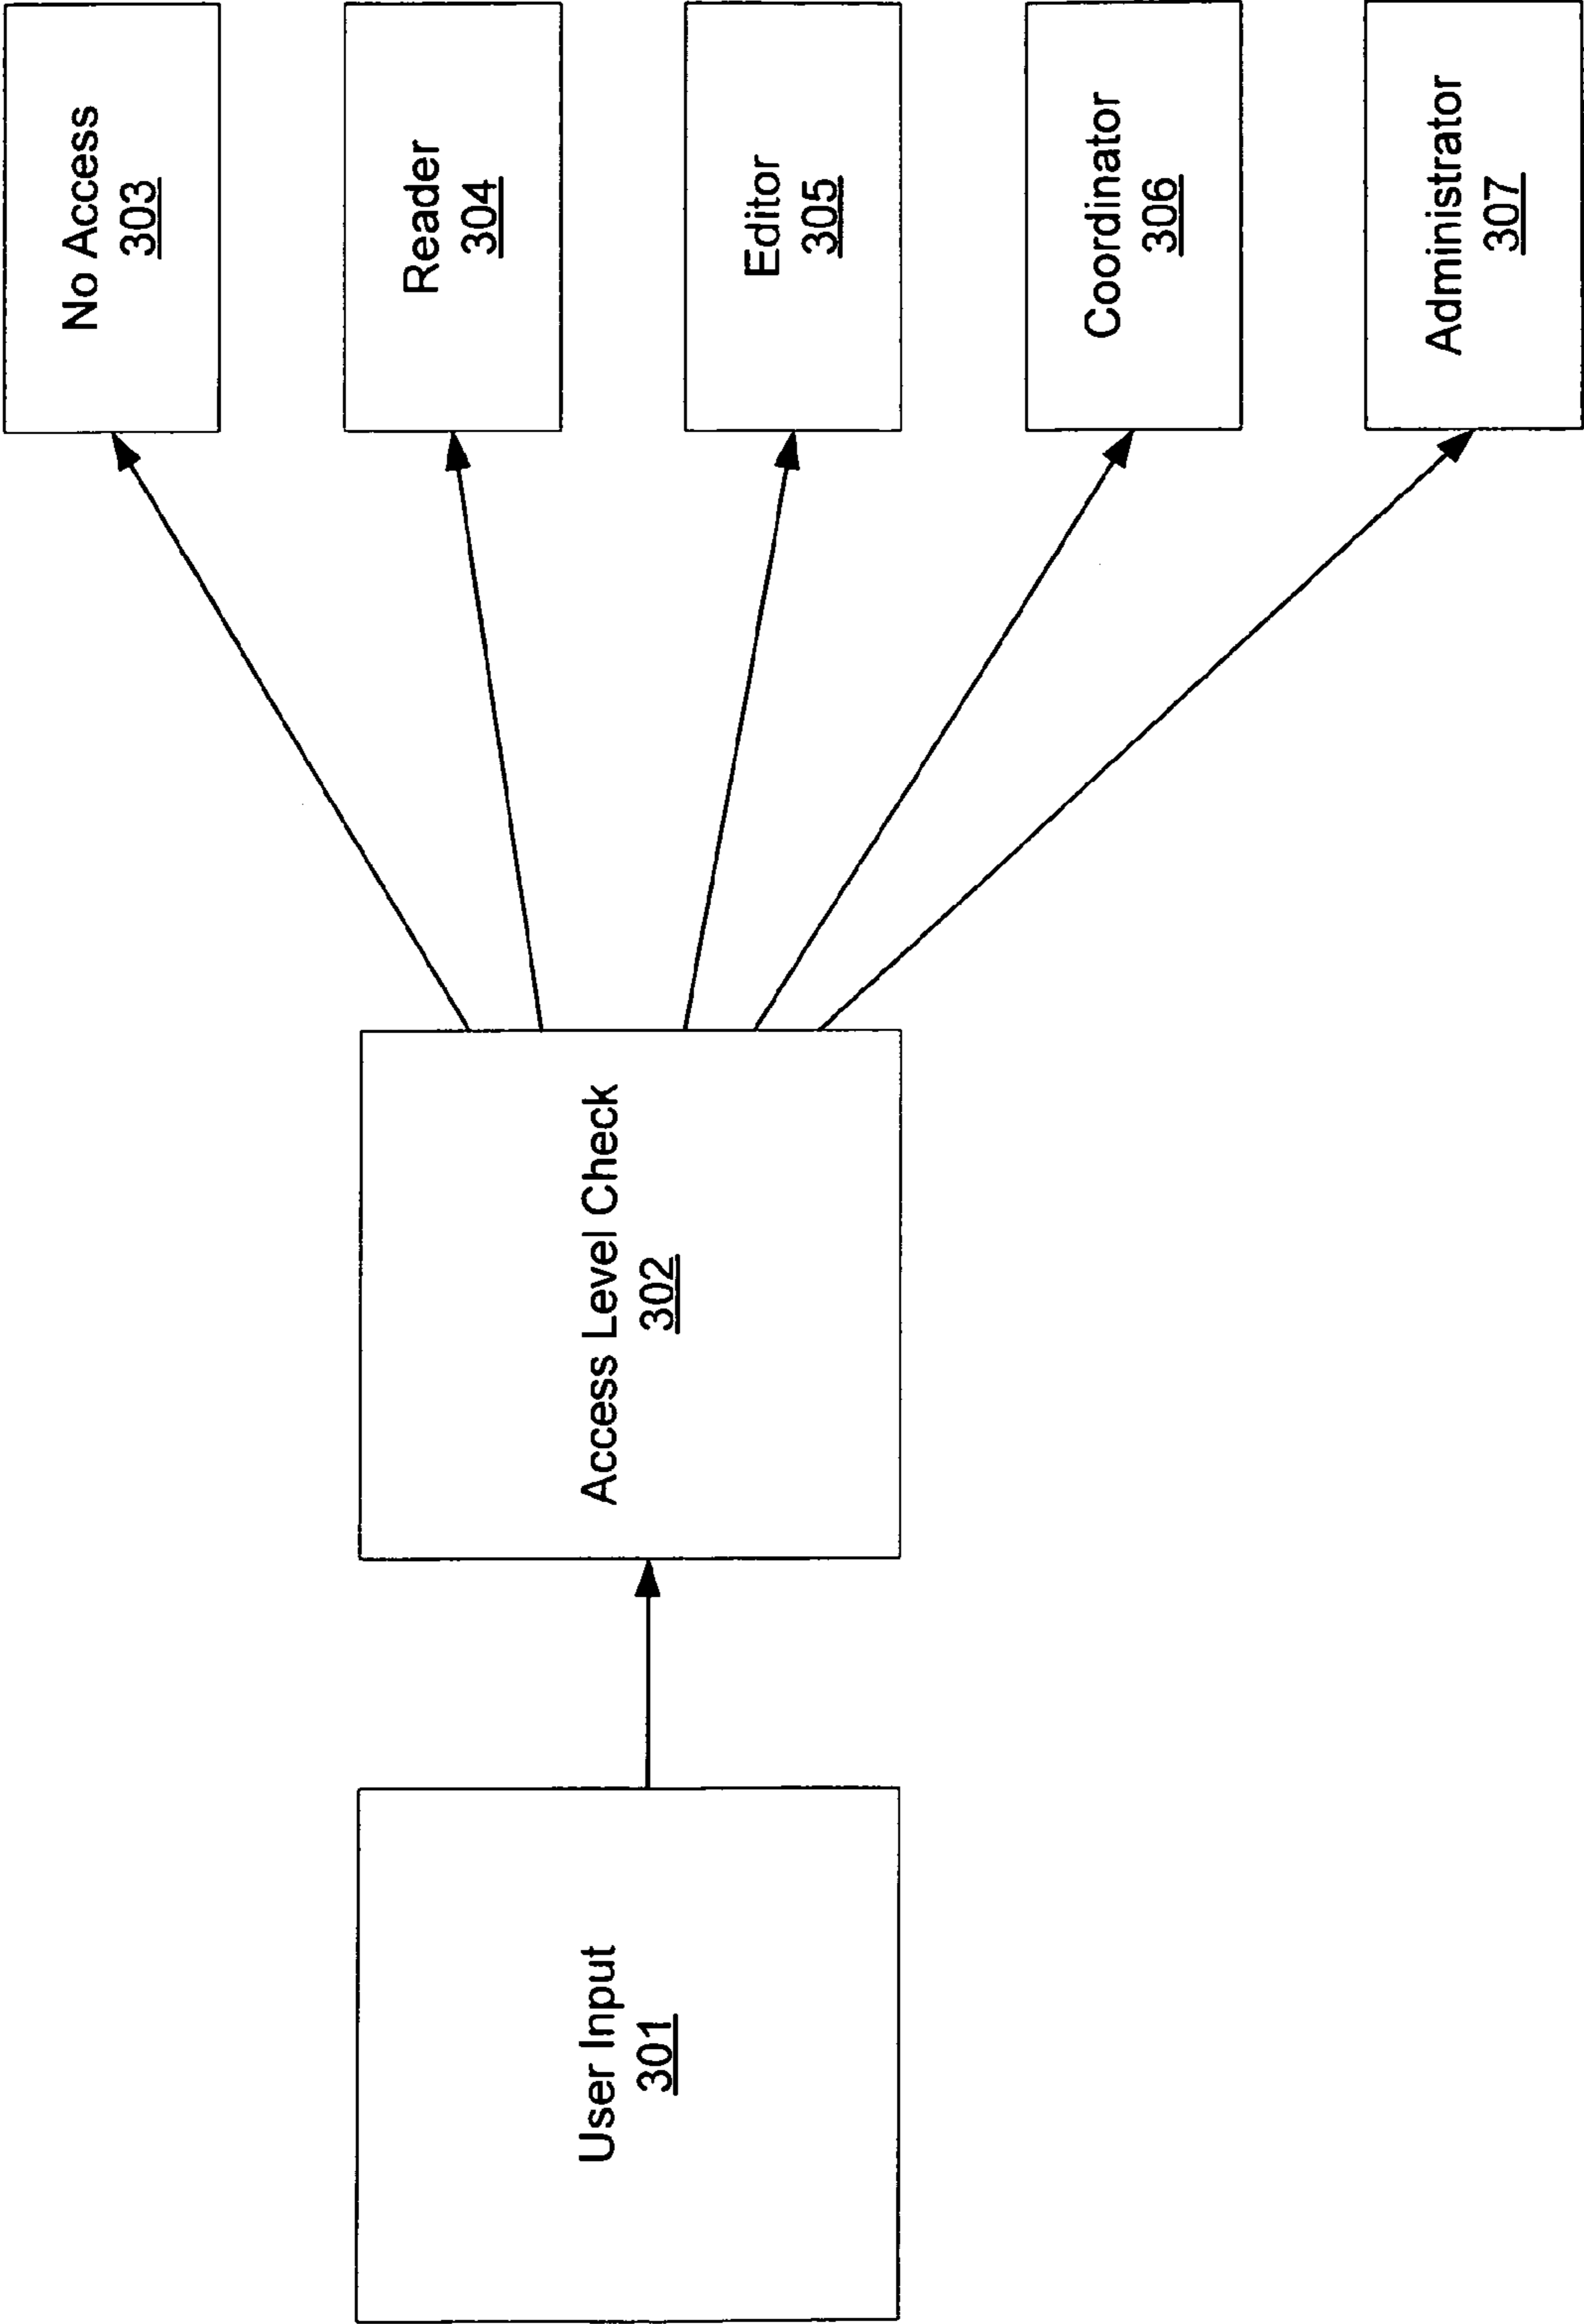 User Input
301
Access Level Check
302
No Access
303
Reader
304
Editor
305
Coordinator
306
Administrator
307